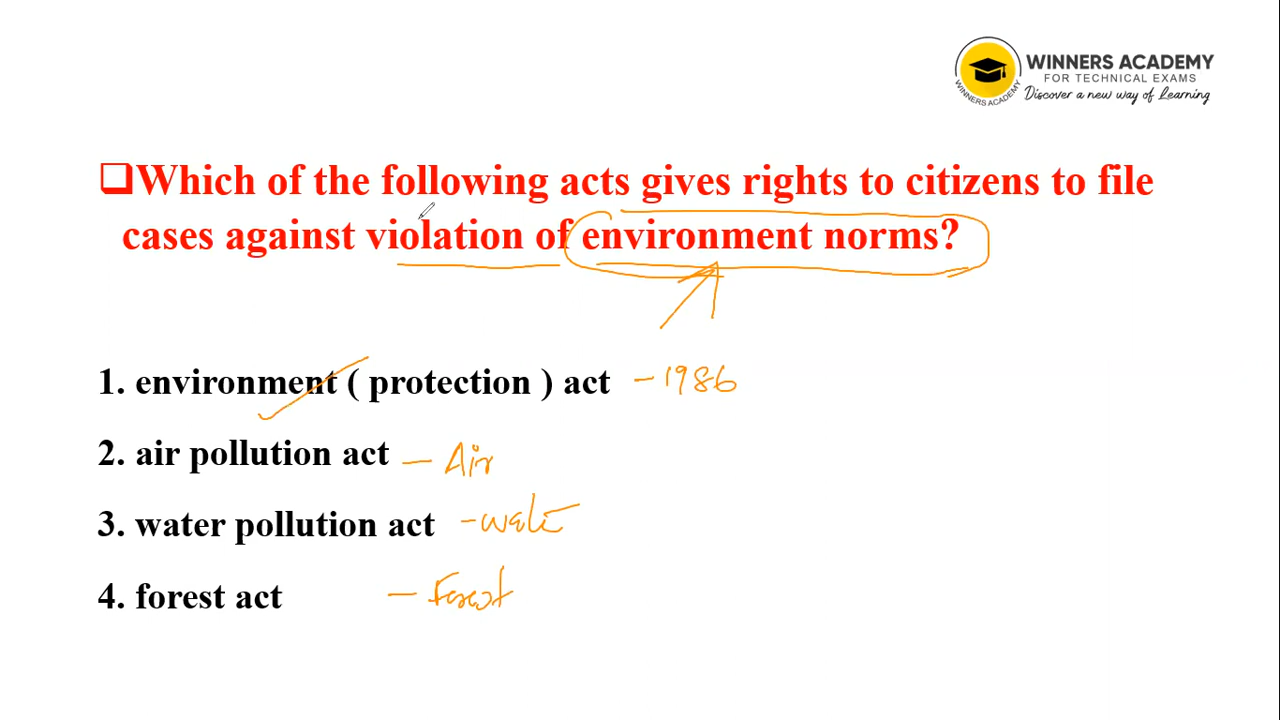 WINNERS ACADEMY
FOR TECHNICAL EXAMS
Discover a new way of Learning
WINNERS ACADEMY
❑Which of the following acts gives rights to citizens to file
cases against violation of environment norms?
1. environment ( protection ) act - 1986
2. air pollution act - Air
3. water pollution act - water
4. forest act - Forest